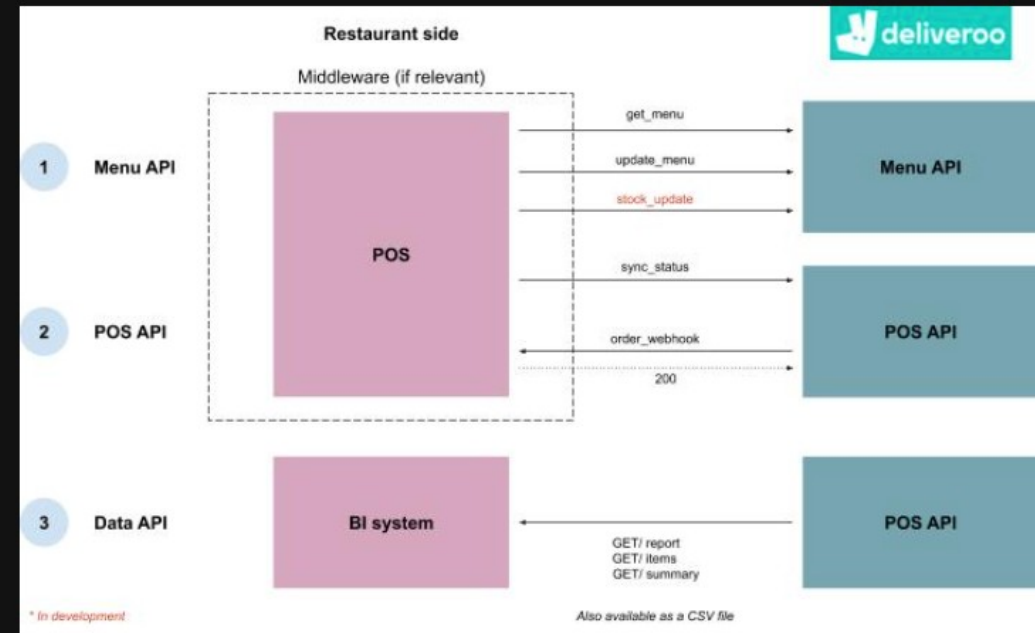 Restaurant side
deliveroo
Middleware (if relevant)
1
Menu API
POS
get_menu
update_menu
stock_update
Menu API
2
POS API
sync_status
order_webhook
200
POS API
3
Data API
BI system
GET/ report
GET/ items
GET/ summary
POS API
* In development
Also available as a CSV file